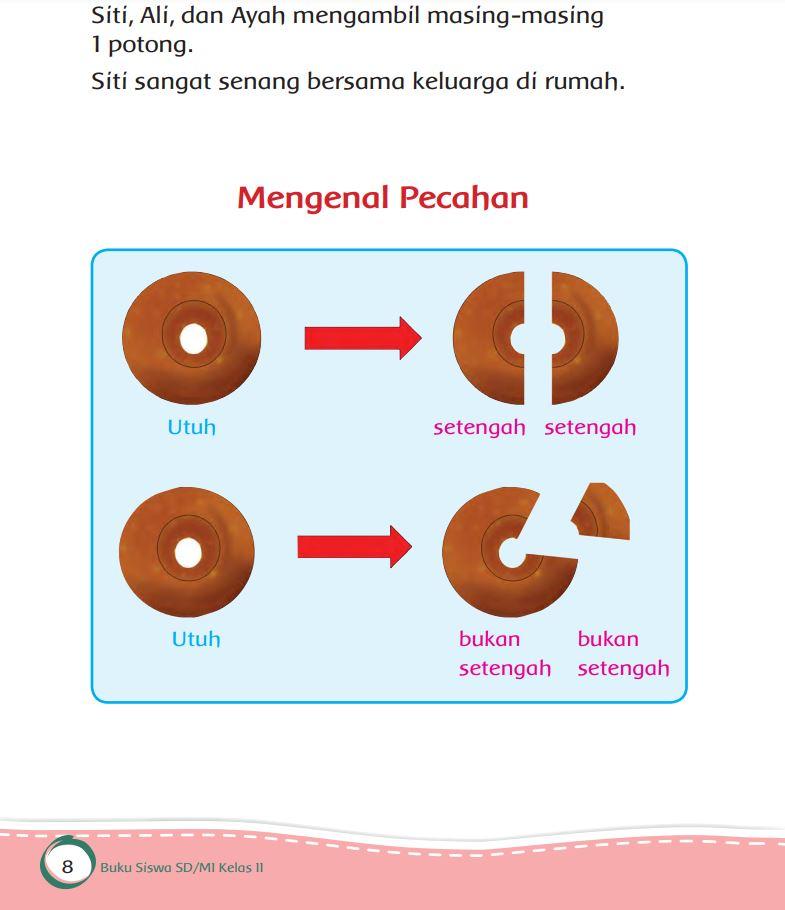 Siti, Ali, dan Ayah mengambil masing-masing
1 potong.
Siti sangat senang bersama keluarga di rumah.
Mengenal Pecahan
Utuh
setengah setengah
Utuh
bukan bukan
setengah setengah
8 Buku Siswa SD/MI Kelas II